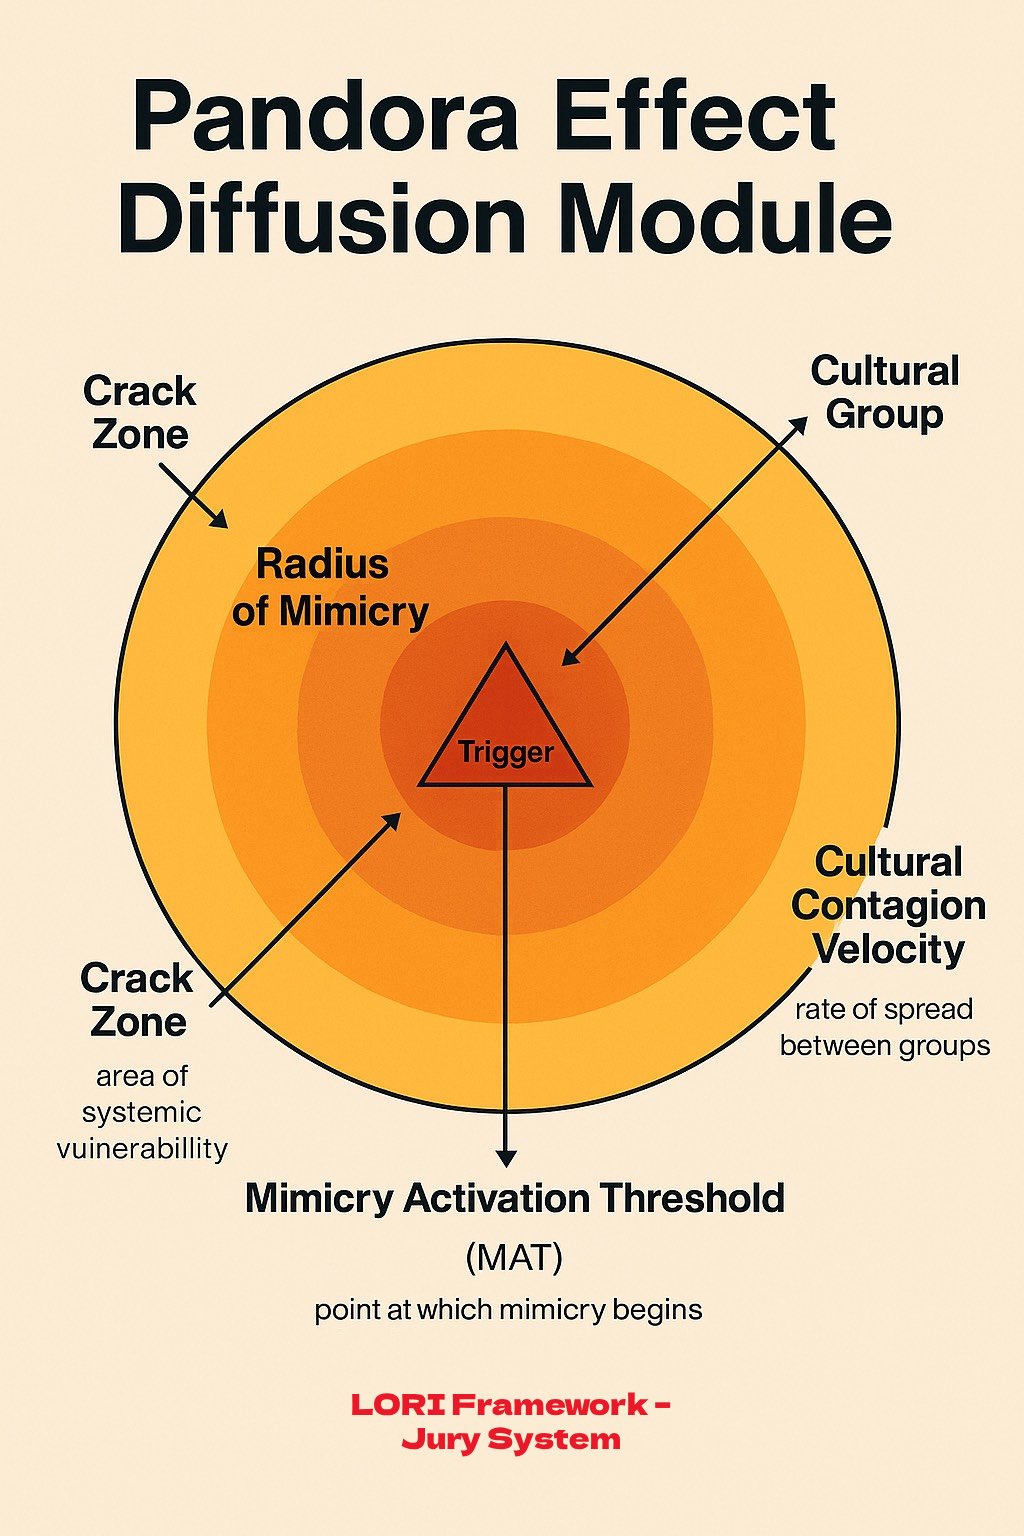 Pandora Effect
Diffusion Module
Crack
Zone
Cultural
Group
Radius
of Mimicry
Trigger
Cultural
Contagion
Velocity
rate of spread
between groups
Crack
Zone
area of
systemic
vuinerabillity
Mimicry Activation Threshold
(MAT)
point at which mimicry begins
LORI Framework –
Jury System